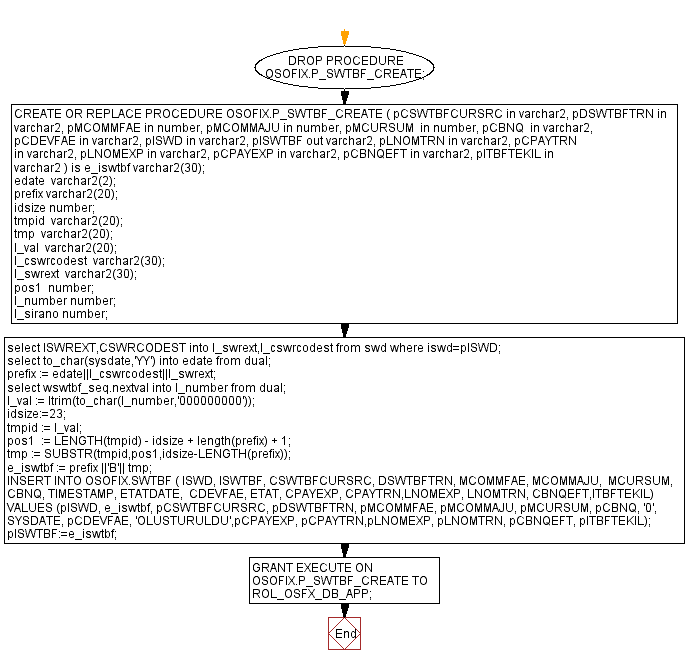 DROP PROCEDURE
OSOFIX.P_SWTBF_CREATE;
CREATE OR REPLACE PROCEDURE OSOFIX.P_SWTBF_CREATE ( pCSWTBFCURSRC in varchar2, pDSWTBFTRN in
varchar2, pMCOMMFAE in number, pMCOMMAJU in number, pMCURSUM  in number, pCBNQ  in varchar2,
pCDEVFAE in varchar2, pISWD in varchar2, pISWTBF out varchar2, pLNOMTRN in varchar2, pCPAYTRN
in varchar2, pLNOMEXP in varchar2, pCPAYEXP in varchar2, pCBNQEFT in varchar2, pITBFTEKIL in
varchar2 ) is e_iswtbf varchar2(30);
edate  varchar2(2);
prefix varchar2(20);
idsize number;
tmpid  varchar2(20);
tmp  varchar2(20);
l_val  varchar2(20);
l_cswrcodest  varchar2(30);
l_swrext  varchar2(30);
pos1  number;
l_number number;
l_sirano number;
select ISWREXT,CSWRCODEST into l_swrext,l_cswrcodest from swd where iswd=pISWD;
select to_char(sysdate,'YY') into edate from dual;
prefix := edate||l_cswrcodest||l_swrext;
select wswtbf_seq.nextval into l_number from dual;
l_val := ltrim(to_char(l_number,'000000000'));
idsize:=23;
tmpid := l_val;
pos1  := LENGTH(tmpid) - idsize + length(prefix) + 1;
tmp := SUBSTR(tmpid,pos1,idsize-LENGTH(prefix));
e_iswtbf := prefix ||'B'|| tmp;
INSERT INTO OSOFIX.SWTBF ( ISWD, ISWTBF, CSWTBFCURSRC, DSWTBFTRN, MCOMMFAE, MCOMMAJU,  MCURSUM,
CBNQ, TIMESTAMP, ETATDATE,  CDEVFAE, ETAT, CPAYEXP, CPAYTRN,LNOMEXP, LNOMTRN, CBNQEFT,ITBFTEKIL)
VALUES (pISWD, e_iswtbf, pCSWTBFCURSRC, pDSWTBFTRN, pMCOMMFAE, pMCOMMAJU, pMCURSUM, pCBNQ, '0',
SYSDATE, pCDEVFAE, 'OLUSTURULDU',pCPAYEXP, pCPAYTRN,pLNOMEXP, pLNOMTRN, pCBNQEFT, pITBFTEKIL);
pISWTBF:=e_iswtbf;
GRANT EXECUTE ON
OSOFIX.P_SWTBF_CREATE TO
ROL_OSFX_DB_APP;
End